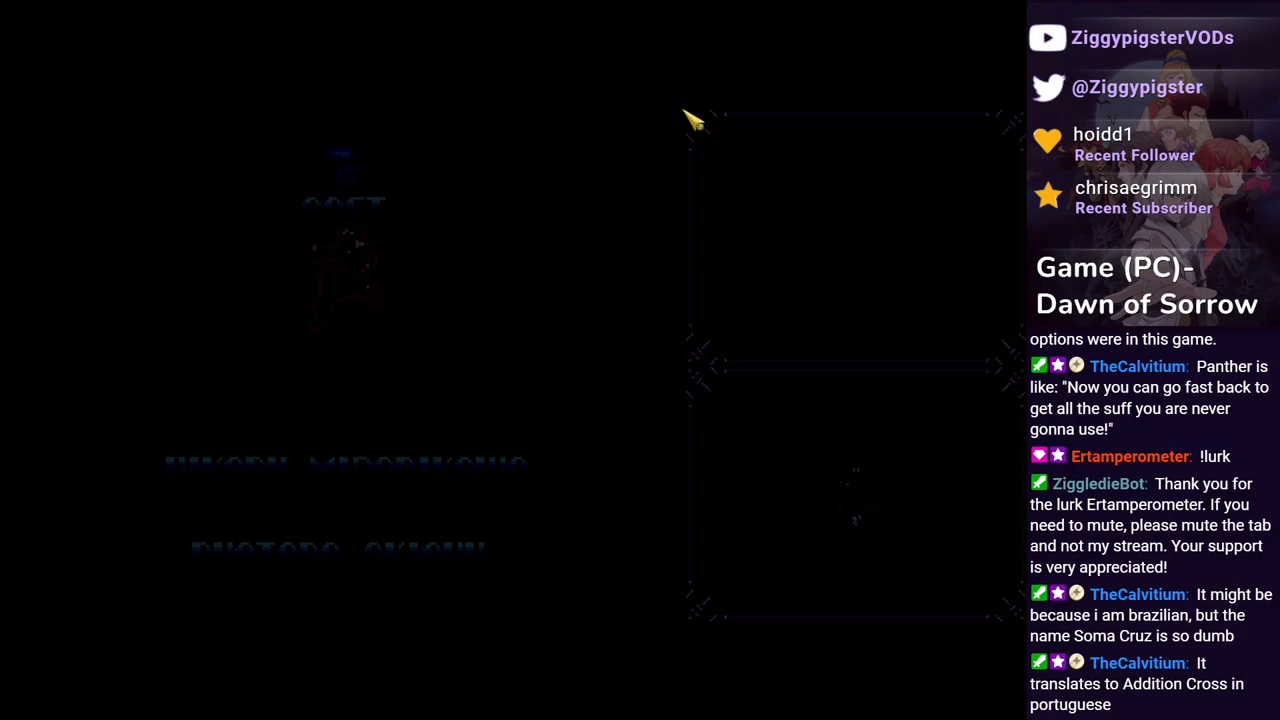 ZiggypigsterVODs
@Ziggypigster
hoidd1
Recent Follower
chrisaegrimm
Recent Subscriber
Game (PC)-
Dawn of Sorrow
options were in this game.
TheCalvitium: Panther is
like: "Now you can go fast back to
get all the suff you are never
gonna use!"
Ertamperometer: !lurk
ZiggledieBot: Thank you for
the lurk Ertamperometer. If you
need to mute, please mute the tab
and not my stream. Your support
is very appreciated!
TheCalvitium: It might be
because i am brazilian, but the
name Soma Cruz is so dumb
TheCalvitium: It
translates to Addition Cross in
portuguese